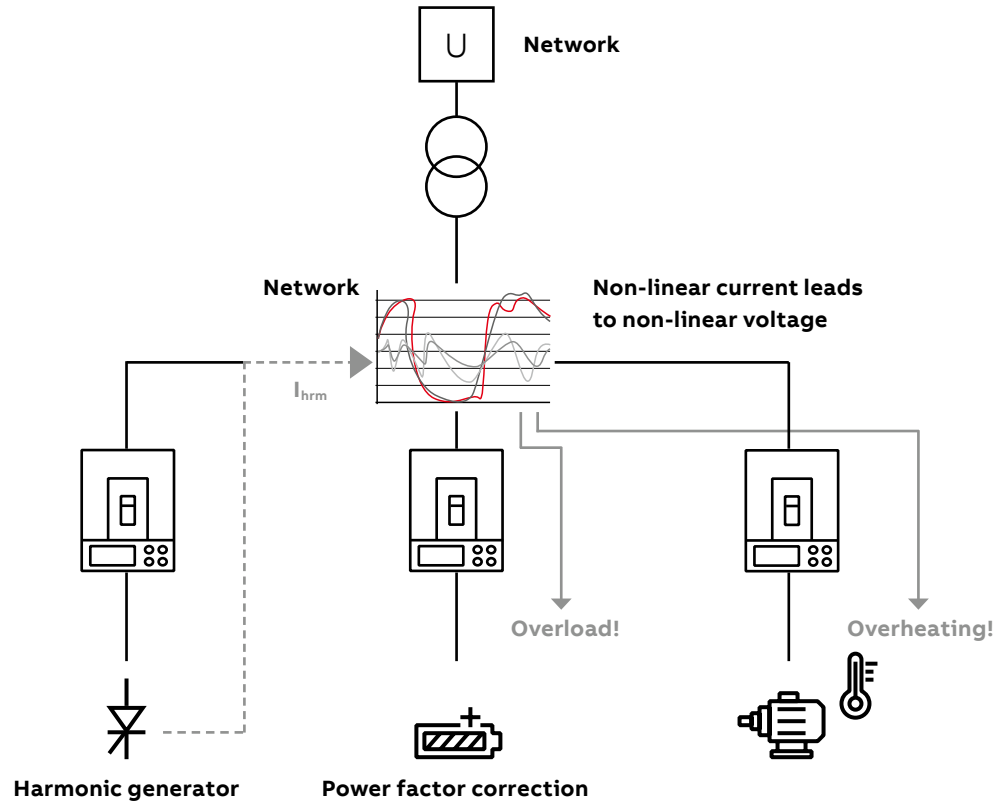 U
Network
Network
Non-linear current leads
to non-linear voltage
Ihrm
Overload!
Overheating!
Harmonic generator
Power factor correction